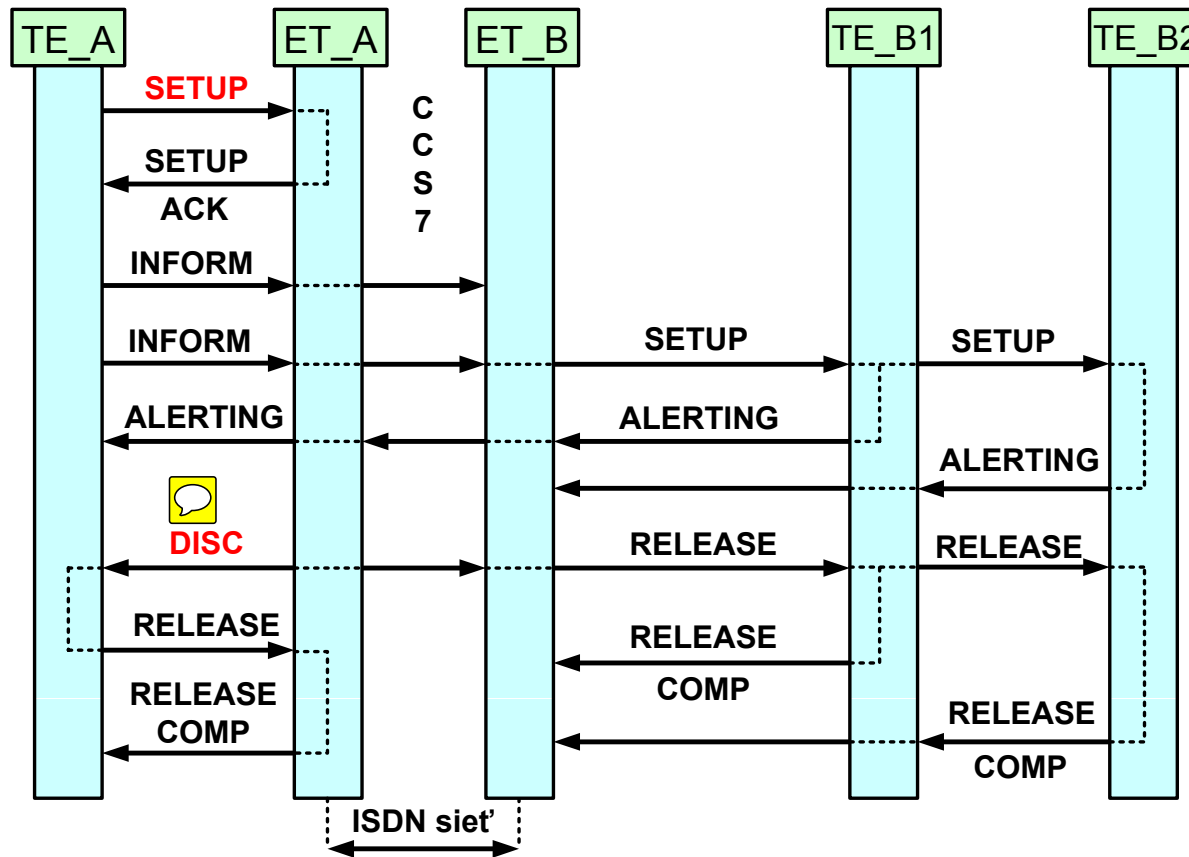 TE_A
ET_A
ET_B
TE_B1
TE_B2
SETUP
C
C
S
7
SETUP
ACK
INFORM
INFORM
SETUP
SETUP
ALERTING
ALERTING
ALERTING
DISC
RELEASE
RELEASE
RELEASE
RELEASE
COMP
RELEASE
COMP
RELEASE
COMP
ISDN sieť